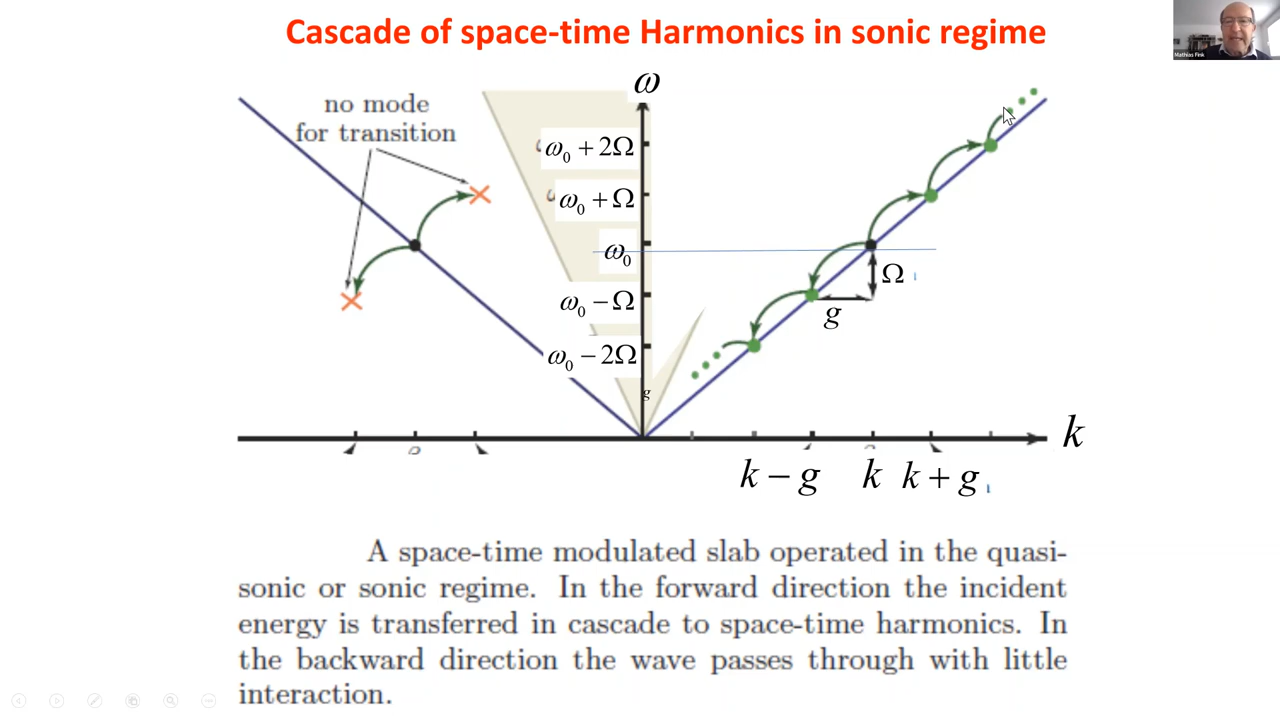 Cascade of space-time Harmonics in sonic regime
Mathias Fink
ω
no mode
for transition
ω₀ + 2Ω
ω₀ + Ω
ω₀
Ω
ω₀ − Ω
g
ω₀ − 2Ω
g
k
k − g
k
k + g
A space-time modulated slab operated in the quasi-
sonic or sonic regime. In the forward direction the incident
energy is transferred in cascade to space-time harmonics. In
the backward direction the wave passes through with little
interaction.